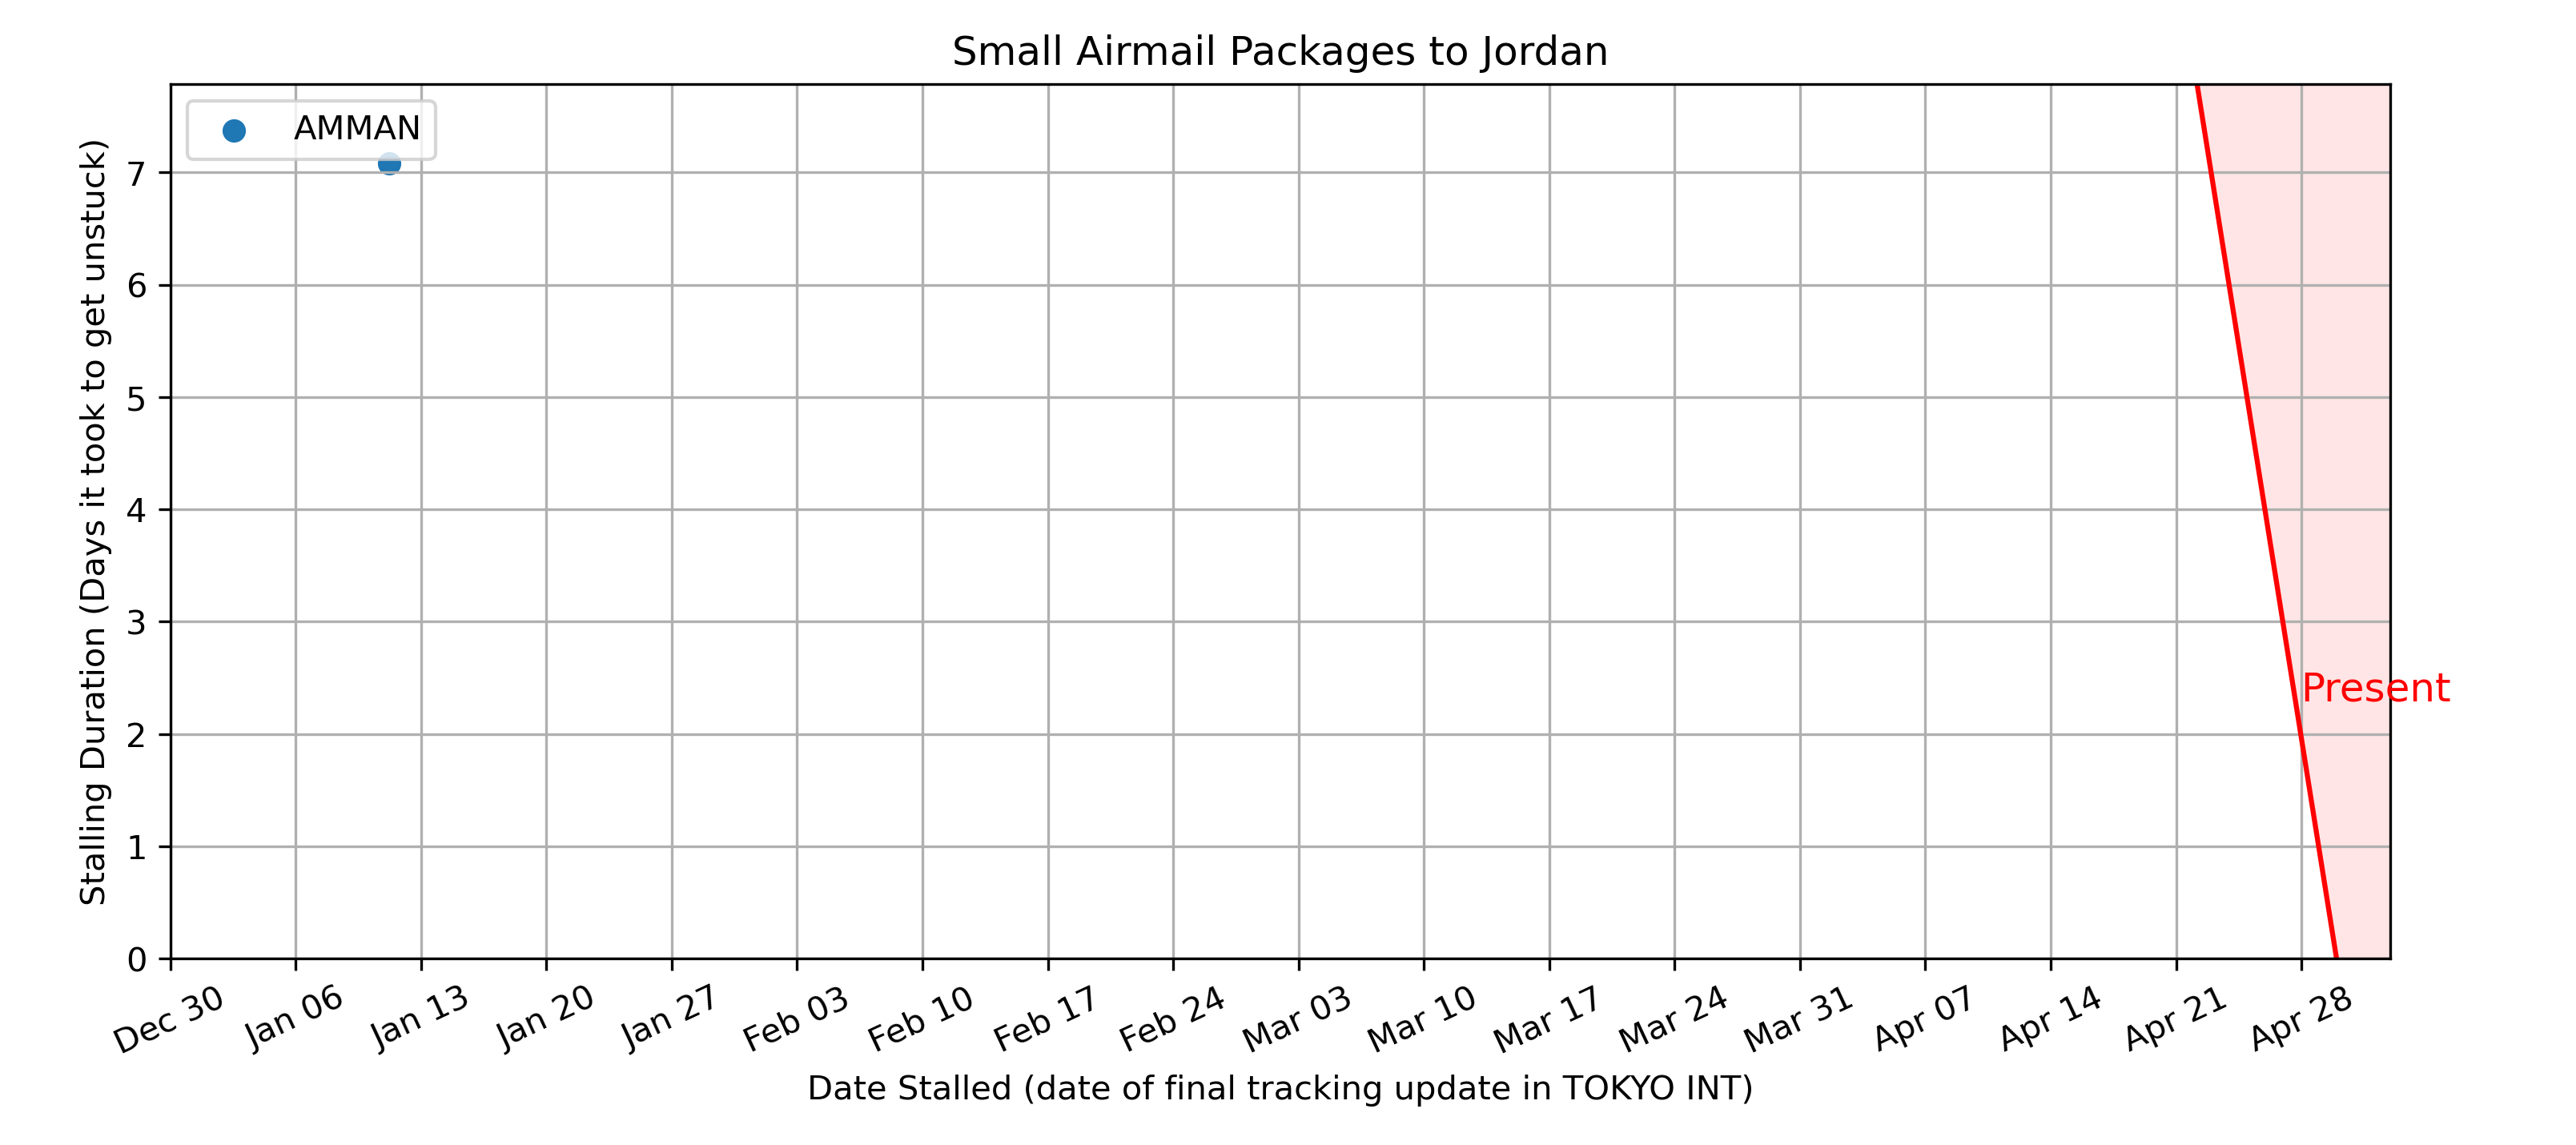 Small Airmail Packages to Jordan
AMMAN
Stalling Duration (Days it took to get unstuck)
7
6
5
4
3
2
1
0
Present
Dec 30 Jan 06 Jan 13 Jan 20 Jan 27 Feb 03 Feb 10 Feb 17 Feb 24 Mar 03 Mar 10 Mar 17 Mar 24 Mar 31 Apr 07 Apr 14 Apr 21 Apr 28
Date Stalled (date of final tracking update in TOKYO INT)